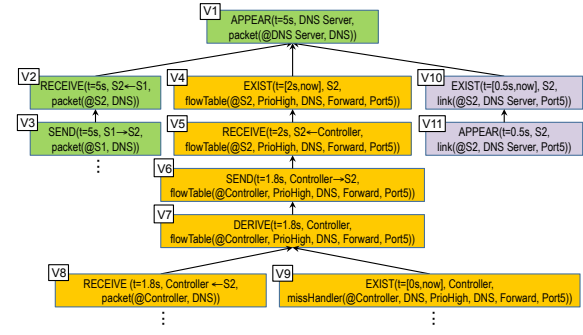 V1
APPEAR(t=5s, DNS Server,
packet(@DNS Server, DNS)
V2
RECEIVE(t=5s, S2←S1,
packet(@S2, DNS)
V4
EXIST(t=[2s,now], S2,
flowTable(@S2, PrioHigh, DNS, Forward, Port5))
V10
EXIST(t=[0.5s,now], S2,
link(@S2, DNS Server, Port5))
V3
SEND(t=5s, S1→S2,
packet(@S1, DNS)
⋮
V5
RECEIVE(t=2s, S2←Controller,
flowTable(@S2, PrioHigh, DNS, Forward, Port5))
V11
APPEAR(t=0.5s, S2,
link(@S2, DNS Server, Port5))
V6
SEND(t=1.8s, Controller→S2,
flowTable(@Controller, PrioHigh, DNS, Forward, Port5))
V7
DERIVE(t=1.8s, Controller,
flowTable(@Controller, PrioHigh, DNS, Forward, Port5))
V8
RECEIVE (t=1.8s, Controller ←S2,
packet(@Controller, DNS))
⋮
V9
EXIST(t=[0s,now], Controller,
missHandler(@Controller, DNS, PrioHigh, DNS, Forward, Port5))
⋮